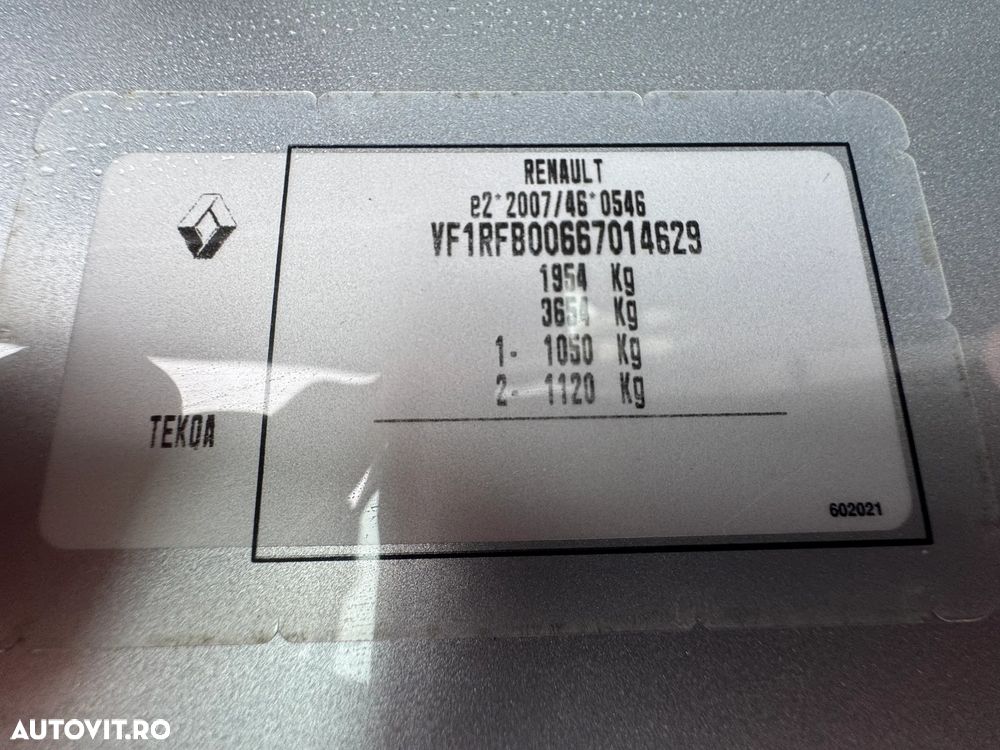 RENAULT
e2*2007/46*0546
VF1RFB00667014629
1954 Kg
3654 Kg
1- 1050 Kg
2- 1120 Kg
TEKQA
602021
AUTOVIT.RO